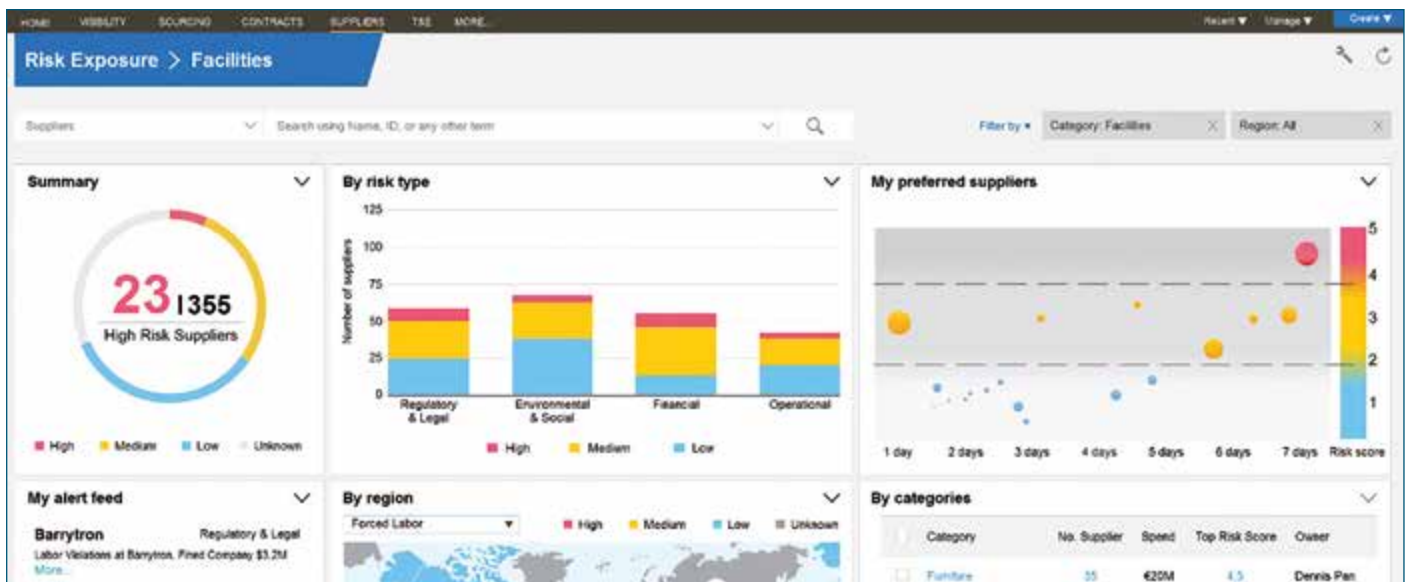 HOME VISIBILITY SOURCING CONTRACTS SUPPLIERS T&E MORE...
Recent ▼ Manage ▼ Create ▼
Risk Exposure > Facilities
Suppliers
Search using Name, ID, or any other term
Filter by ▼ Category: Facilities X Region: All X
Summary
23|355
High Risk Suppliers
High Medium Low Unknown
By risk type
Number of suppliers
125
100
75
50
25
0
Regulatory & Legal
Environmental & Social
Financial
Operational
High Medium Low
My preferred suppliers
5
4
3
2
1
1 day 2 days 3 days 4 days 5 days 6 days 7 days Risk score
My alert feed
Barrytron Regulatory & Legal
Labor Violations at Barrytron, Fined Company $3.2M
More...
By region
Forced Labor ▼ High Medium Low Unknown
By categories
Category No. Supplier Spend Top Risk Score Owner
Furniture 35 €20M 4.5 Dennis Pan